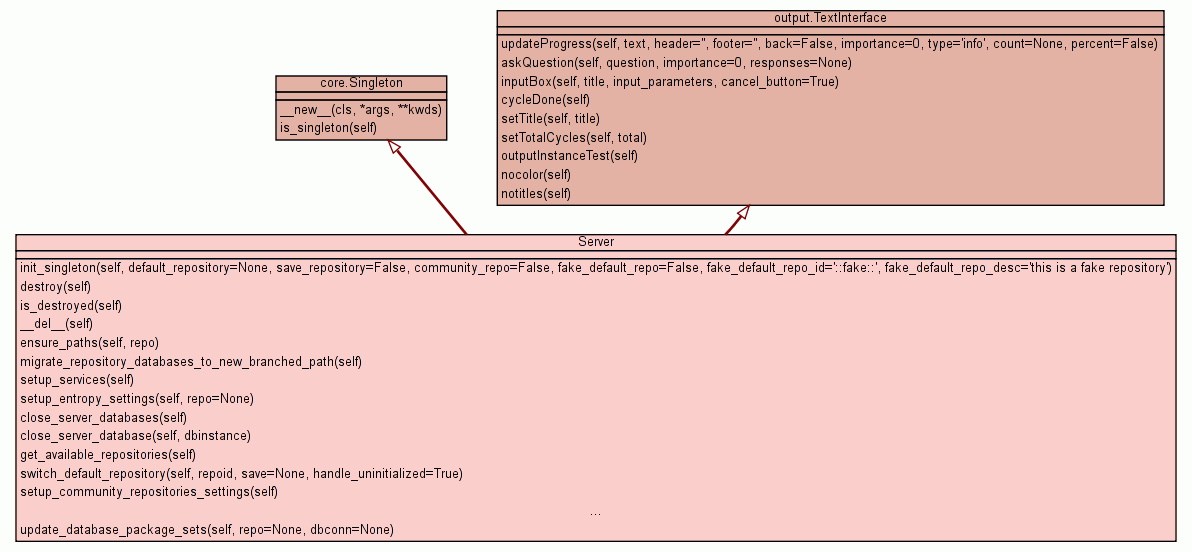 output.TextInterface
updateProgress(self, text, header='', footer='', back=False, importance=0, type='info', count=None, percent=False)
askQuestion(self, question, importance=0, responses=None)
inputBox(self, title, input_parameters, cancel_button=True)
cycleDone(self)
setTitle(self, title)
setTotalCycles(self, total)
outputInstanceTest(self)
nocolor(self)
notitles(self)
core.Singleton
__new__(cls, *args, **kwds)
is_singleton(self)
Server
init_singleton(self, default_repository=None, save_repository=False, community_repo=False, fake_default_repo=False, fake_default_repo_id='::fake::', fake_default_repo_desc='this is a fake repository')
destroy(self)
is_destroyed(self)
__del__(self)
ensure_paths(self, repo)
migrate_repository_databases_to_new_branched_path(self)
setup_services(self)
setup_entropy_settings(self, repo=None)
close_server_databases(self)
close_server_database(self, dbinstance)
get_available_repositories(self)
switch_default_repository(self, repoid, save=None, handle_uninitialized=True)
setup_community_repositories_settings(self)
...
update_database_package_sets(self, repo=None, dbconn=None)